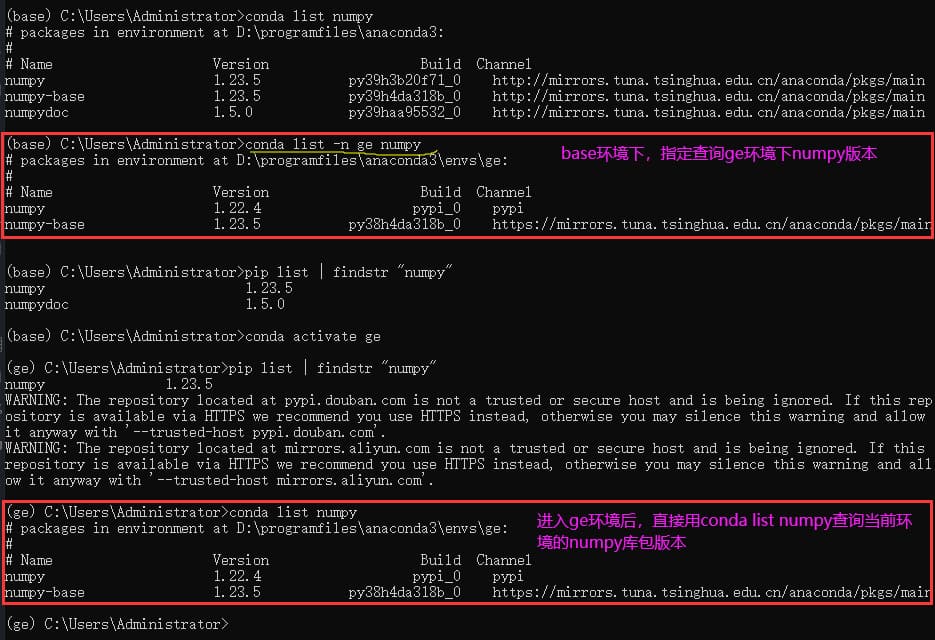 (base) C:\Users\Administrator>conda list numpy
# packages in environment at D:\programfiles\anaconda3:
#
# Name                    Version                   Build  Channel
numpy                     1.23.5           py39h3b20f71_0    http://mirrors.tuna.tsinghua.edu.cn/anaconda/pkgs/main
numpy-base                1.23.5           py39h4da318b_0    http://mirrors.tuna.tsinghua.edu.cn/anaconda/pkgs/main
numpydoc                  1.5.0            py39haa95532_0    http://mirrors.tuna.tsinghua.edu.cn/anaconda/pkgs/main
(base) C:\Users\Administrator>conda list -n ge numpy
# packages in environment at D:\programfiles\anaconda3\envs\ge:
base环境下，指定查询ge环境下numpy版本
#
# Name                    Version                   Build  Channel
numpy                     1.22.4                   pypi_0    pypi
numpy-base                1.23.5           py38h4da318b_0    https://mirrors.tuna.tsinghua.edu.cn/anaconda/pkgs/main
(base) C:\Users\Administrator>pip list | findstr "numpy"
numpy                         1.23.5
numpydoc                      1.5.0
(base) C:\Users\Administrator>conda activate ge
(ge) C:\Users\Administrator>pip list | findstr "numpy"
numpy               1.23.5
WARNING: The repository located at pypi.douban.com is not a trusted or secure host and is being ignored. If this rep
ository is available via HTTPS we recommend you use HTTPS instead, otherwise you may silence this warning and allow
it anyway with '--trusted-host pypi.douban.com'.
WARNING: The repository located at mirrors.aliyun.com is not a trusted or secure host and is being ignored. If this
repository is available via HTTPS we recommend you use HTTPS instead, otherwise you may silence this warning and all
ow it anyway with '--trusted-host mirrors.aliyun.com'.
(ge) C:\Users\Administrator>conda list numpy
# packages in environment at D:\programfiles\anaconda3\envs\ge:
进入ge环境后，直接用conda list numpy查询当前环
境的numpy库包版本
#
# Name                    Version                   Build  Channel
numpy                     1.22.4                   pypi_0    pypi
numpy-base                1.23.5           py38h4da318b_0    https://mirrors.tuna.tsinghua.edu.cn/anaconda/pkgs/main
(ge) C:\Users\Administrator>